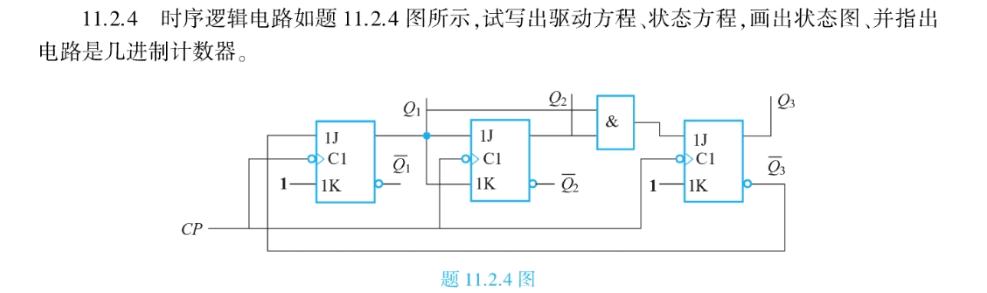 11.2.4 时序逻辑电路如题 11.2.4 图所示,试写出驱动方程、状态方程,画出状态图、并指出
电路是几进制计数器。
Q₁ Q₂ Q₃
&
1J 1J 1J
C1 C1 C1
Q̅₁ Q̅₂ Q̅₃
1 1K 1K 1 1K
CP
题 11.2.4 图